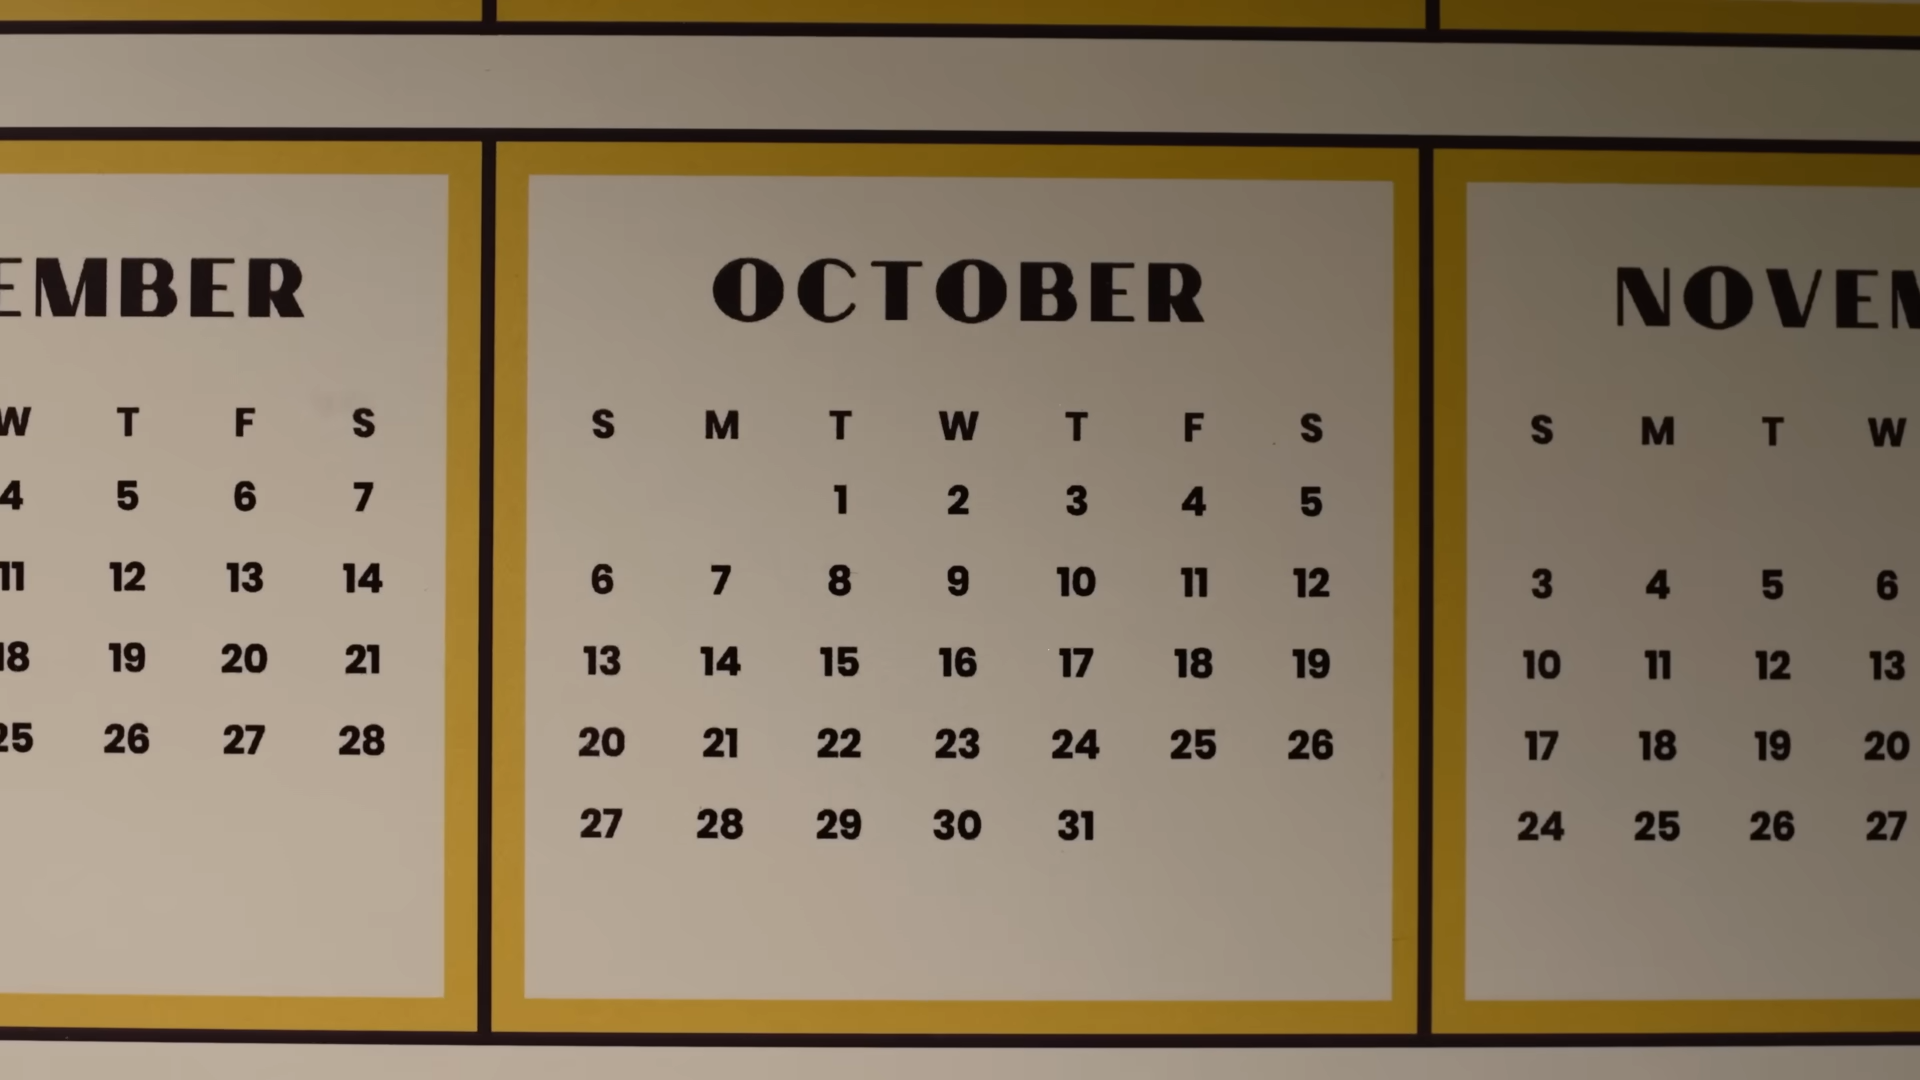 EMBER
W T F S
4 5 6 7
11 12 13 14
18 19 20 21
25 26 27 28
OCTOBER
S M T W T F S
1 2 3 4 5
6 7 8 9 10 11 12
13 14 15 16 17 18 19
20 21 22 23 24 25 26
27 28 29 30 31
NOVEM
S M T W
3 4 5 6
10 11 12 13
17 18 19 20
24 25 26 27